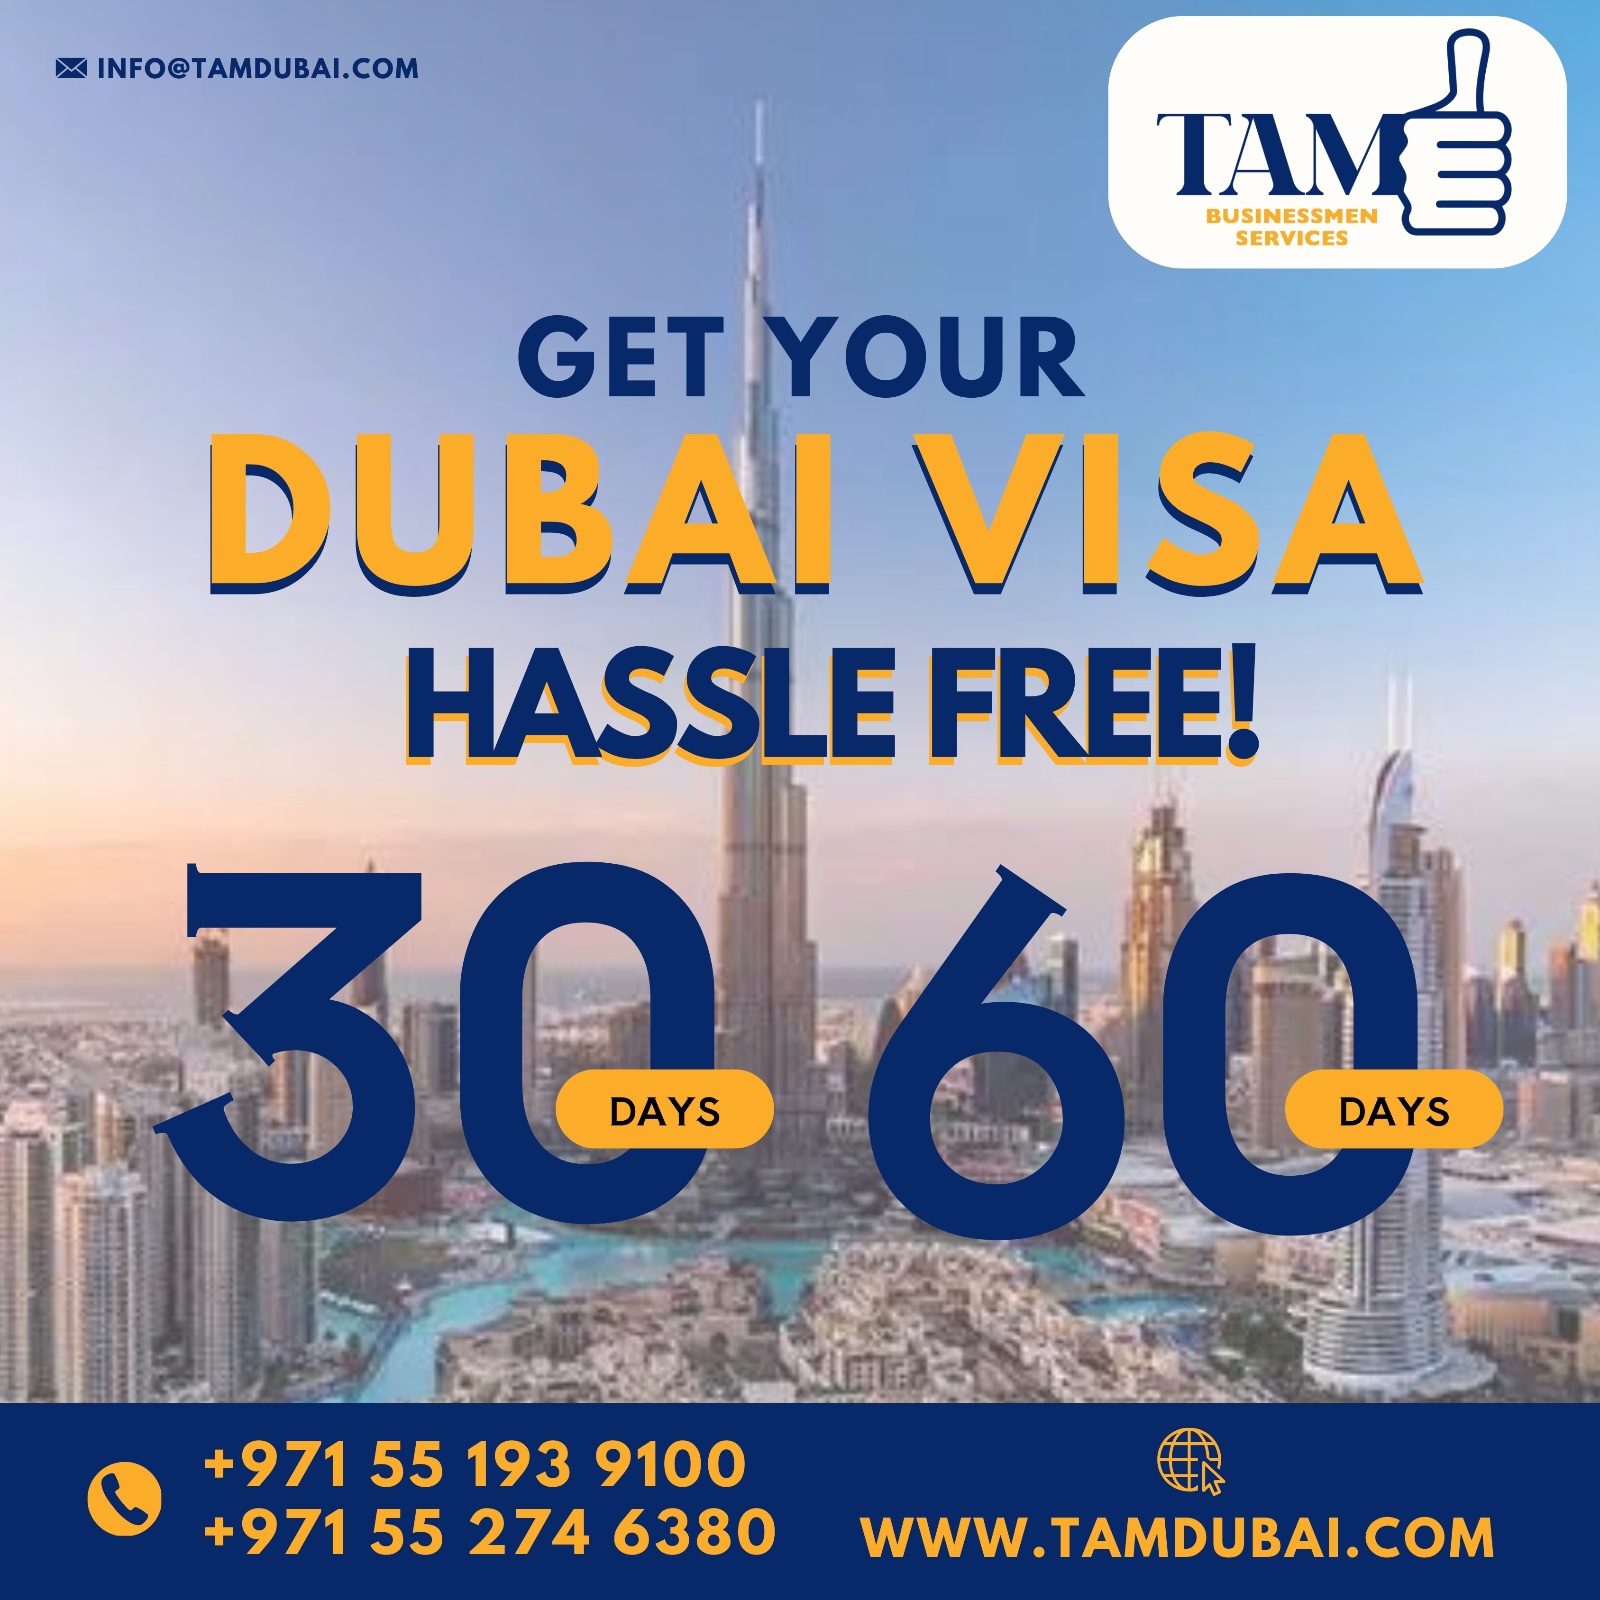 INFO@TAMDUBAI.COM
TAM
BUSINESSMEN
SERVICES
GET YOUR
DUBAI VISA
HASSLE FREE!
30 DAYS
60 DAYS
+971 55 193 9100
+971 55 274 6380
WWW.TAMDUBAI.COM